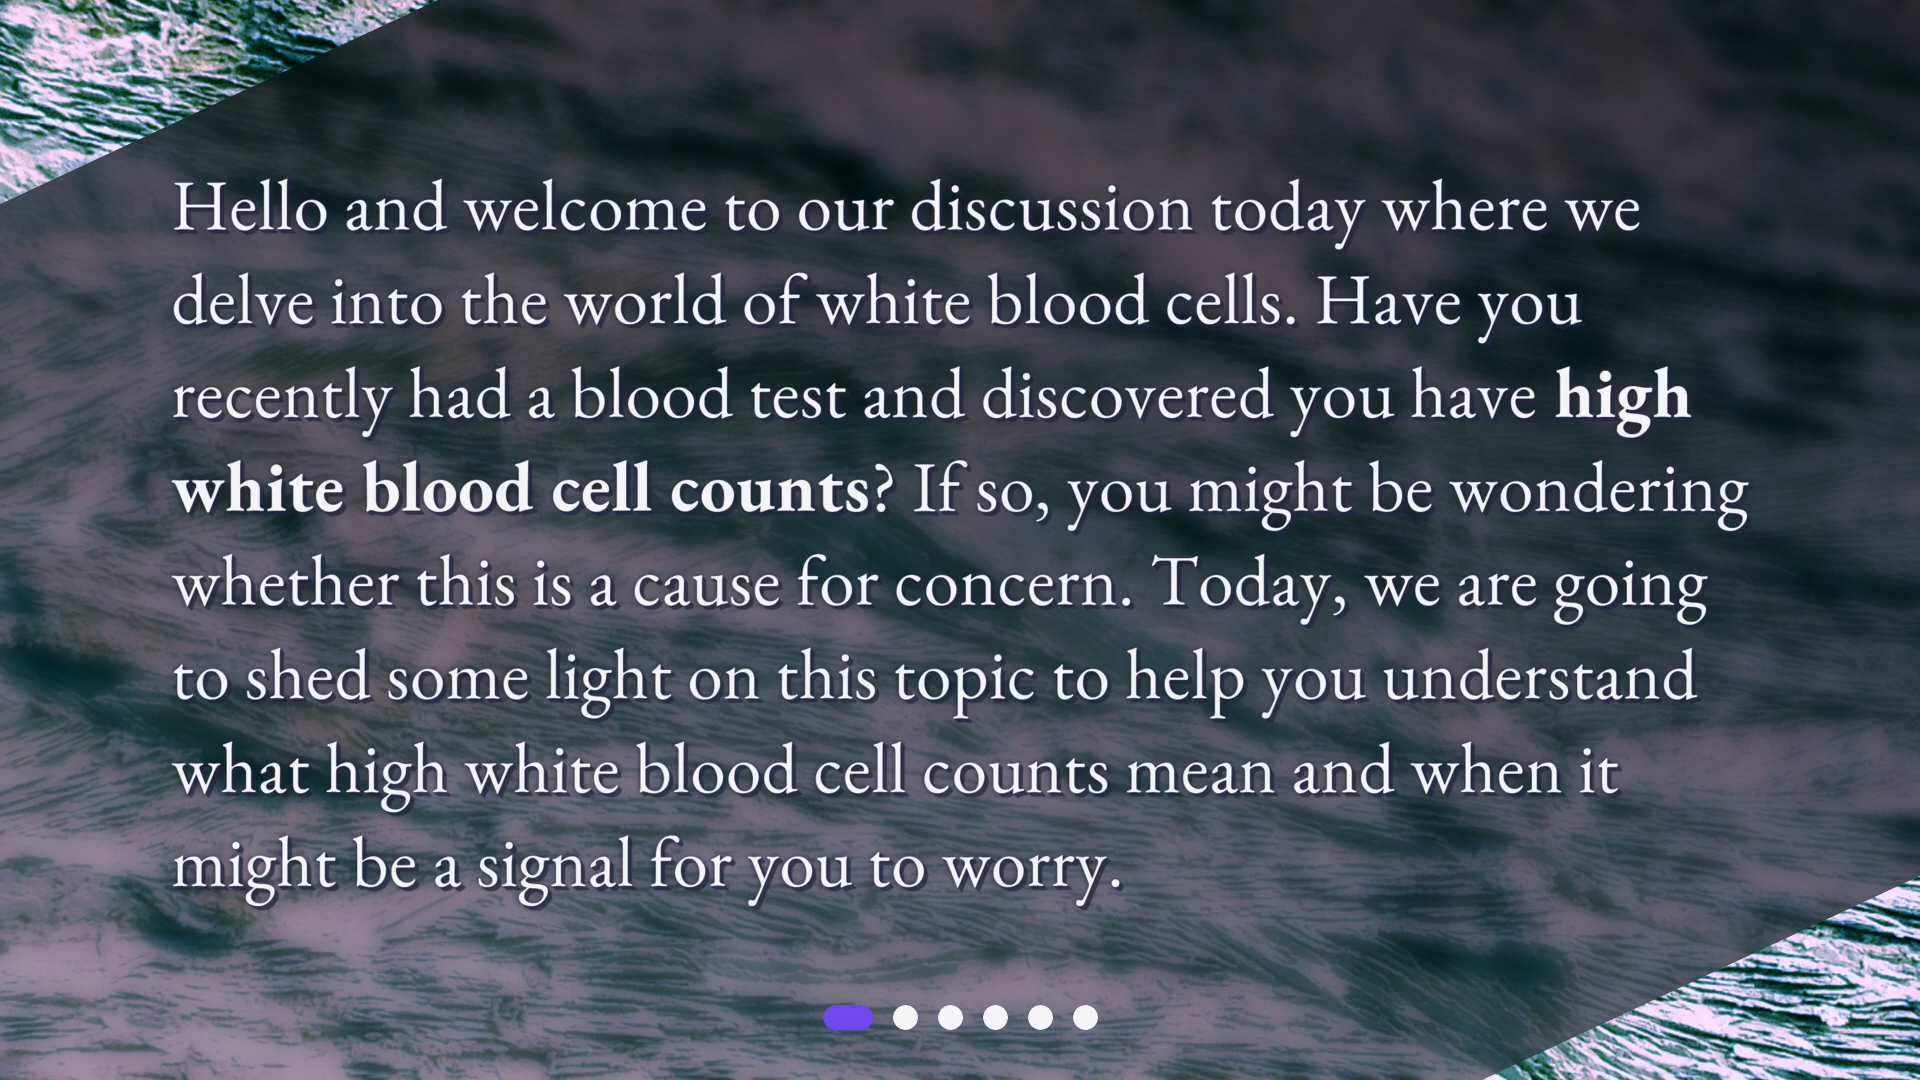 Hello and welcome to our discussion today where we
delve into the world of white blood cells. Have you
recently had a blood test and discovered you have high
white blood cell counts? If so, you might be wondering
whether this is a cause for concern. Today, we are going
to shed some light on this topic to help you understand
what high white blood cell counts mean and when it
might be a signal for you to worry.